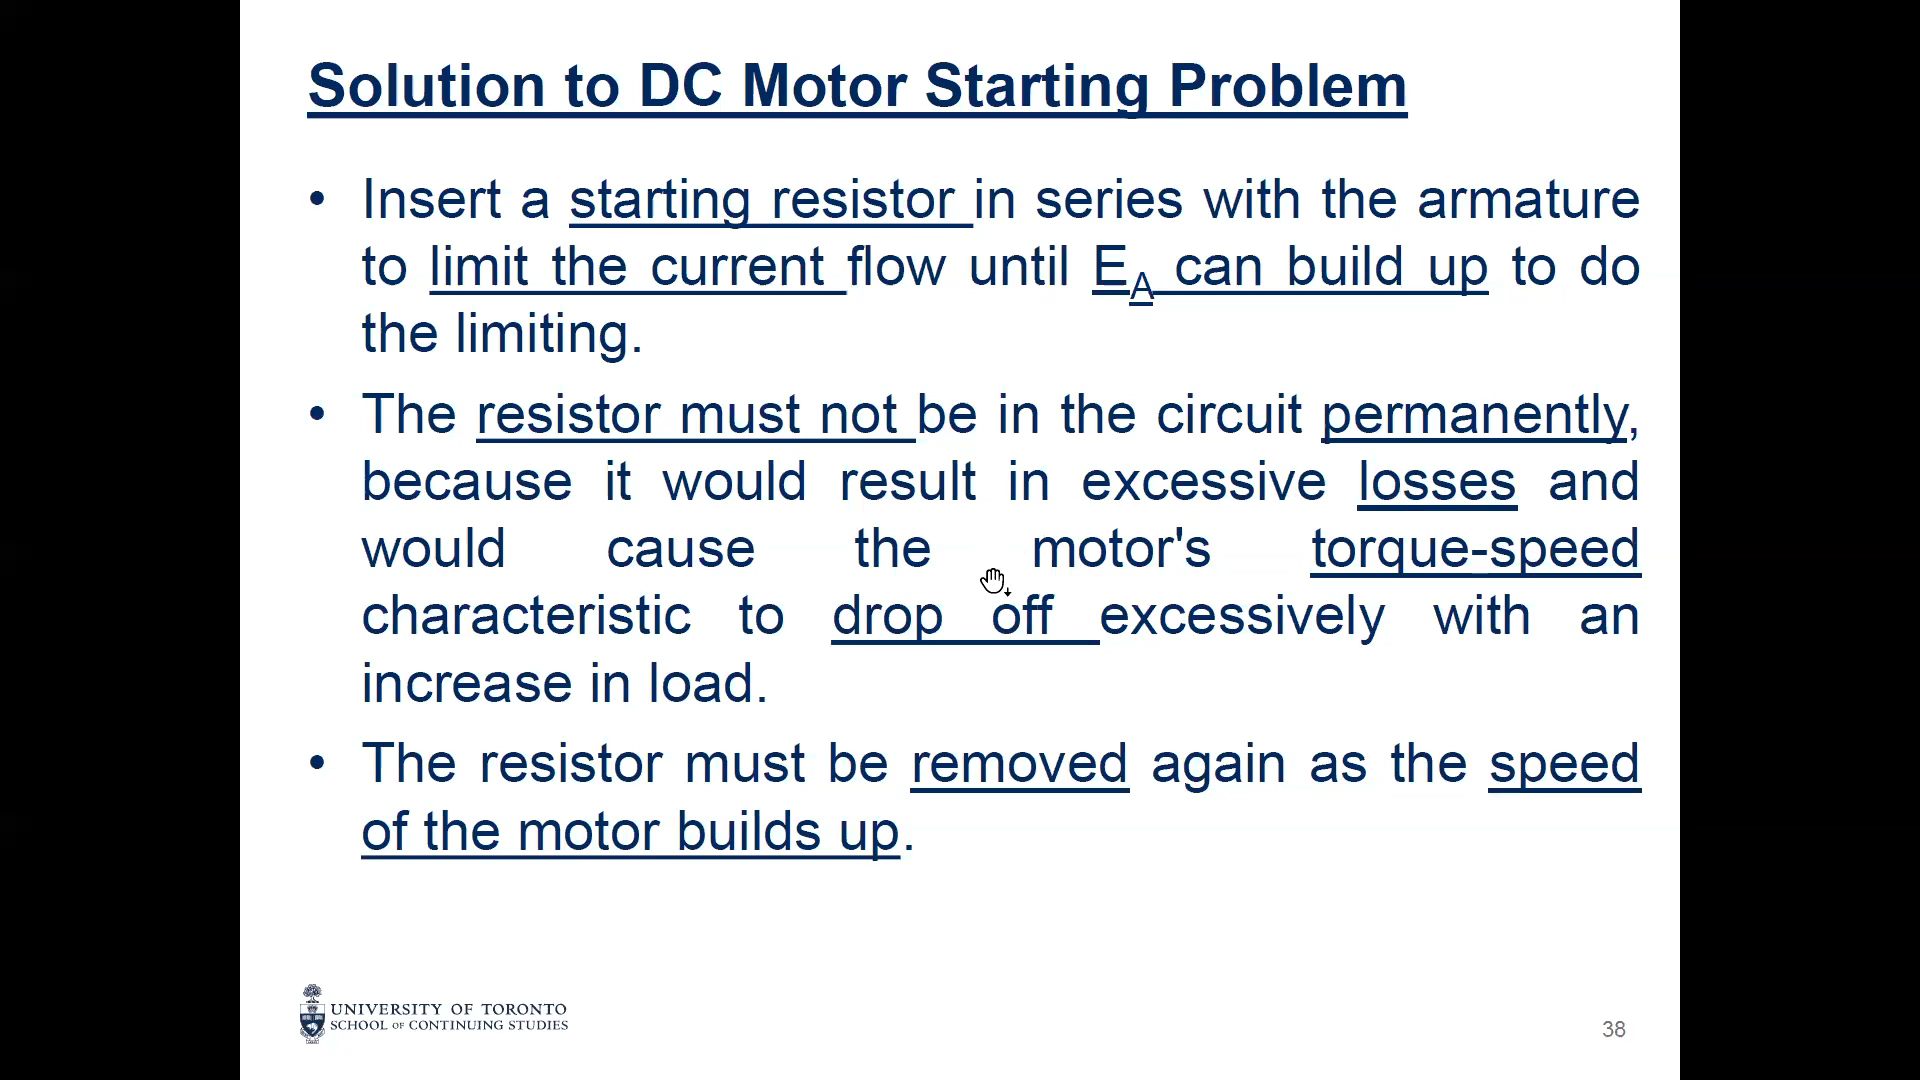 Solution to DC Motor Starting Problem
• Insert a starting resistor in series with the armature
to limit the current flow until EA can build up to do
the limiting.
• The resistor must not be in the circuit permanently,
because it would result in excessive losses and
would cause the motor's torque-speed
characteristic to drop off excessively with an
increase in load.
• The resistor must be removed again as the speed
of the motor builds up.
UNIVERSITY OF TORONTO
SCHOOL OF CONTINUING STUDIES
38